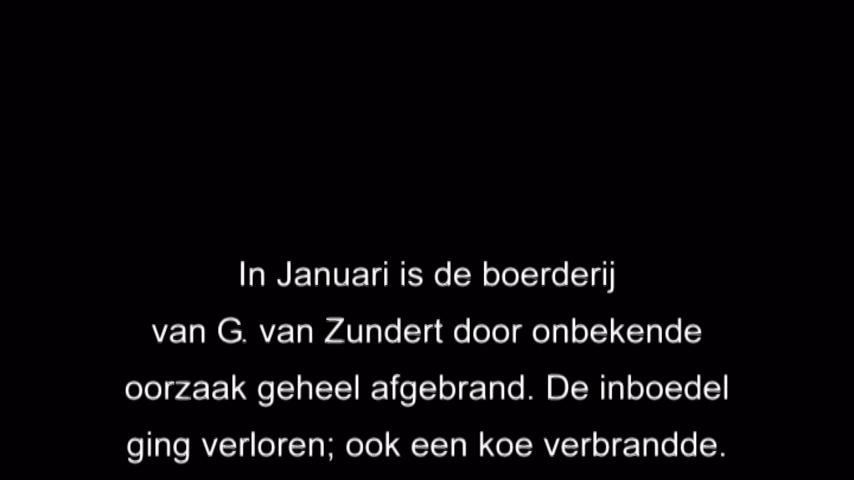 In Januari is de boerderij
van G. van Zundert door onbekende
oorzaak geheel afgebrand. De inboedel
ging verloren; ook een koe verbrandde.